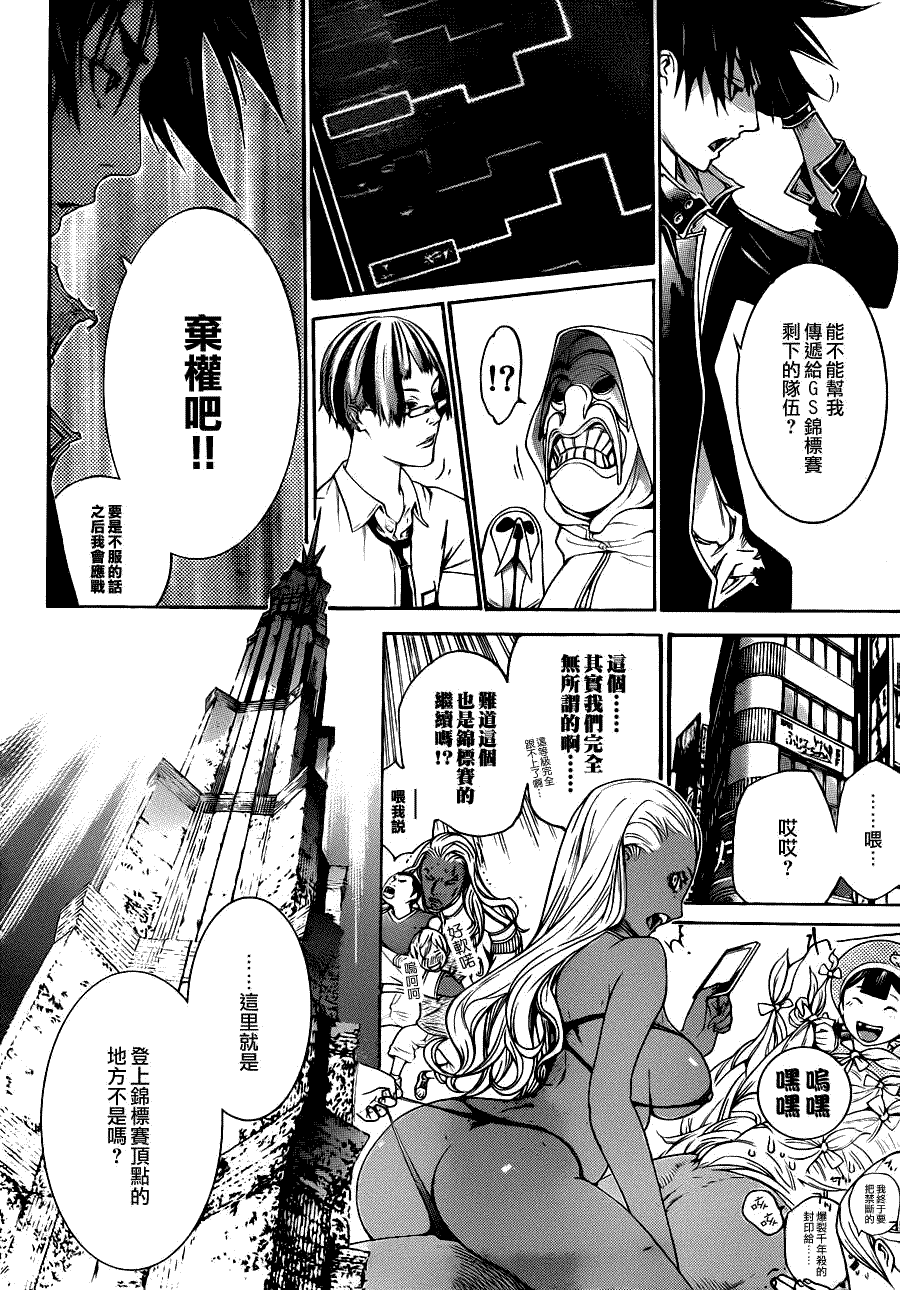 能不能幫我
傳遞給GS錦標賽
剩下的隊伍？
!?
棄權吧!!
要是不服的話
之后我會應戰
……喂…
哎哎？
這個……
其實我們完全
無所謂的啊……
這等級完全
跟不上了啊…
難道這個
也是錦標賽的
繼續嗎!?
喂我說
好軟喏
嗚呵呵
嗚嘿
嘿嘿
我終于要
把禁斷的
爆裂千年殺的
封印給……
……這里就是
登上錦標賽頂點的
地方不是嗎？